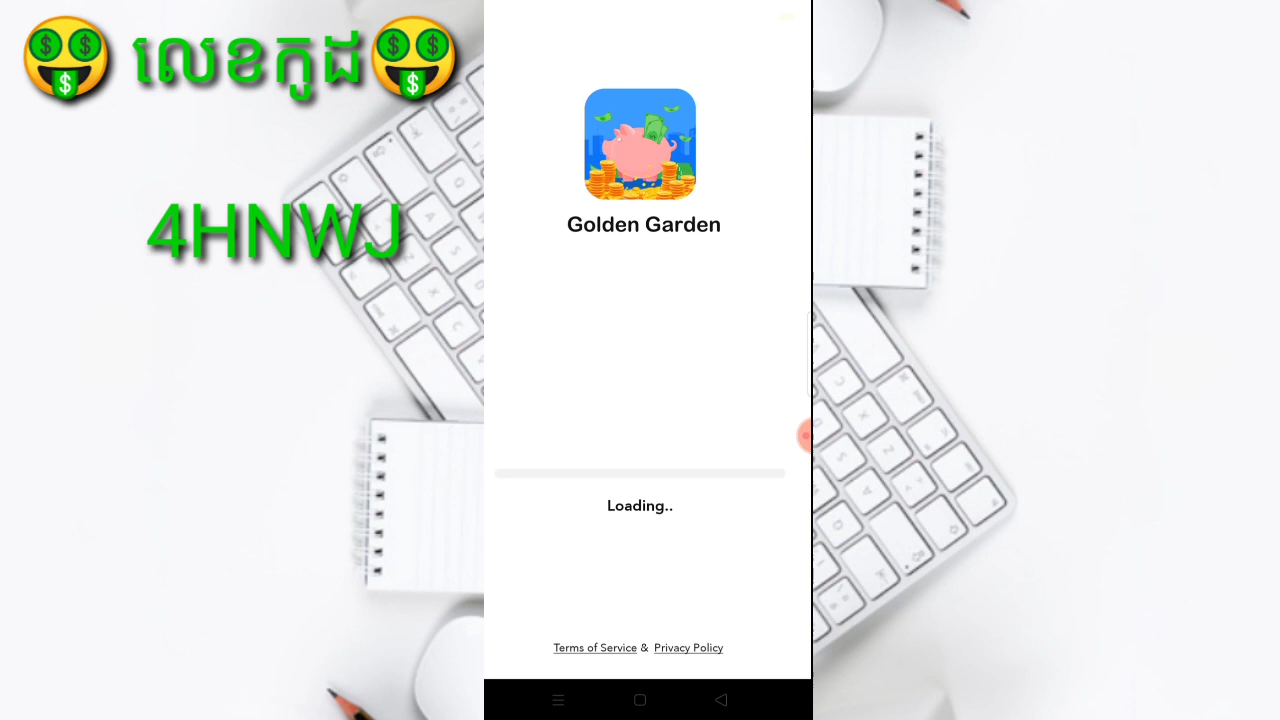 🤑 លេខកូដ🤑
4HNWJ
Golden Garden
Loading..
Terms of Service & Privacy Policy